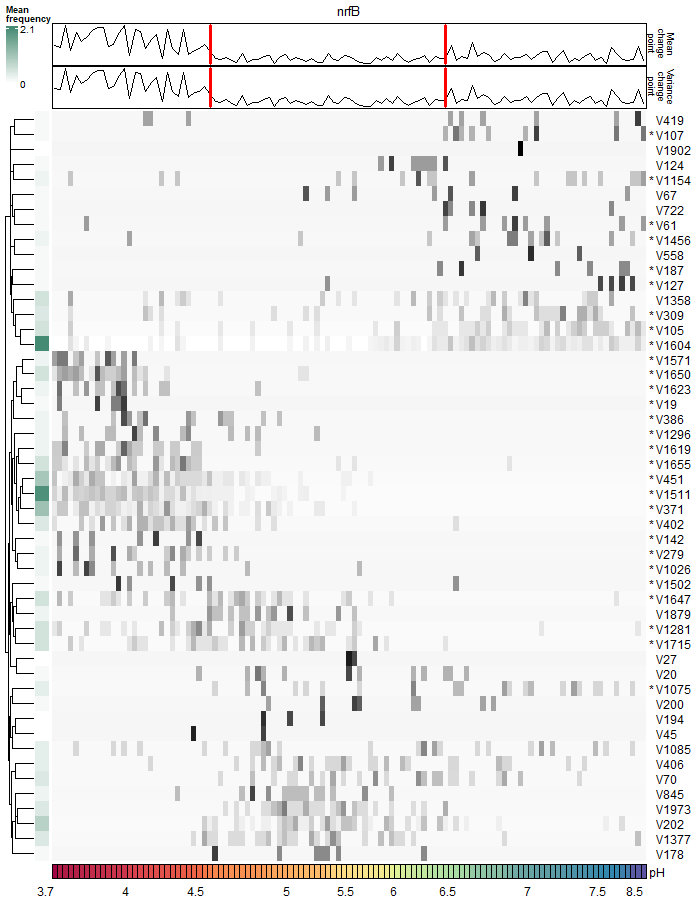 Mean
frequency
2.1
0
nrfB
Mean
change
point
Variance
change
point
V419
* V107
V1902
V124
* V1154
V67
V722
* V61
* V1456
V558
* V187
* V127
V1358
* V309
* V105
* V1604
* V1571
* V1650
* V1623
* V19
* V386
* V1296
* V1619
* V1655
* V451
* V1511
* V371
* V402
* V142
* V279
* V1026
* V1502
* V1647
V1879
* V1281
* V1715
V27
V20
* V1075
V200
V194
V45
V1085
V406
V70
V845
V1973
V202
V1377
V178
pH
3.7 4 4.5 5 5.5 6 6.5 7 7.5 8.5